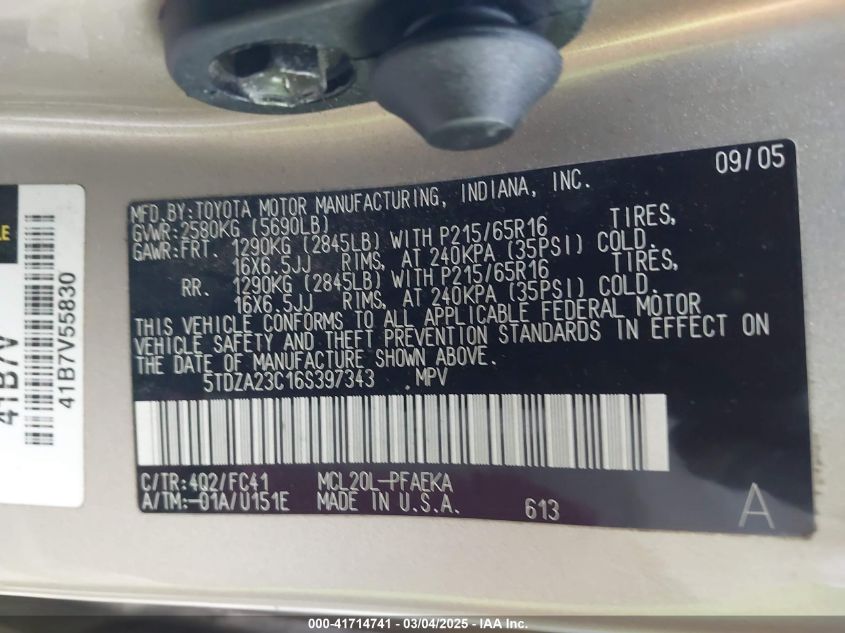 09/05
MFD.BY:TOYOTA MOTOR MANUFACTURING, INDIANA, INC.
GVWR:2580KG (5690LB)
GAWR:FRT. 1290KG (2845LB) WITH P215/65R16 TIRES,
16X6.5JJ RIMS, AT 240KPA (35PSI) COLD.
RR. 1290KG (2845LB) WITH P215/65R16 TIRES,
16X6.5JJ RIMS, AT 240KPA (35PSI) COLD.
THIS VEHICLE CONFORMS TO ALL APPLICABLE FEDERAL MOTOR
VEHICLE SAFETY AND THEFT PREVENTION STANDARDS IN EFFECT ON
THE DATE OF MANUFACTURE SHOWN ABOVE.
5TDZA23C16S397343 .MPV
C/TR:4Q2/FC41 MCL20L-PFAEKA
A/TM:-01A/U151E MADE IN U.S.A. 613 A
41B7V
41B7V55830
000-41714741 - 03/04/2025 - IAA Inc.